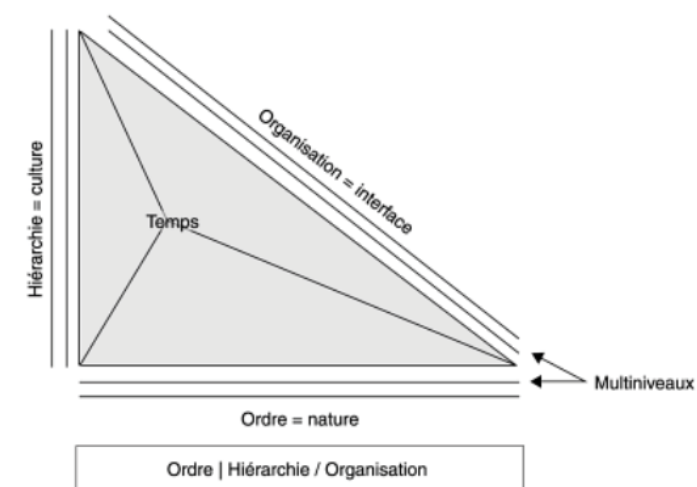 Organisation = interface
Hiérarchie = culture
Temps
Multiniveaux
Ordre = nature
Ordre | Hiérarchie / Organisation